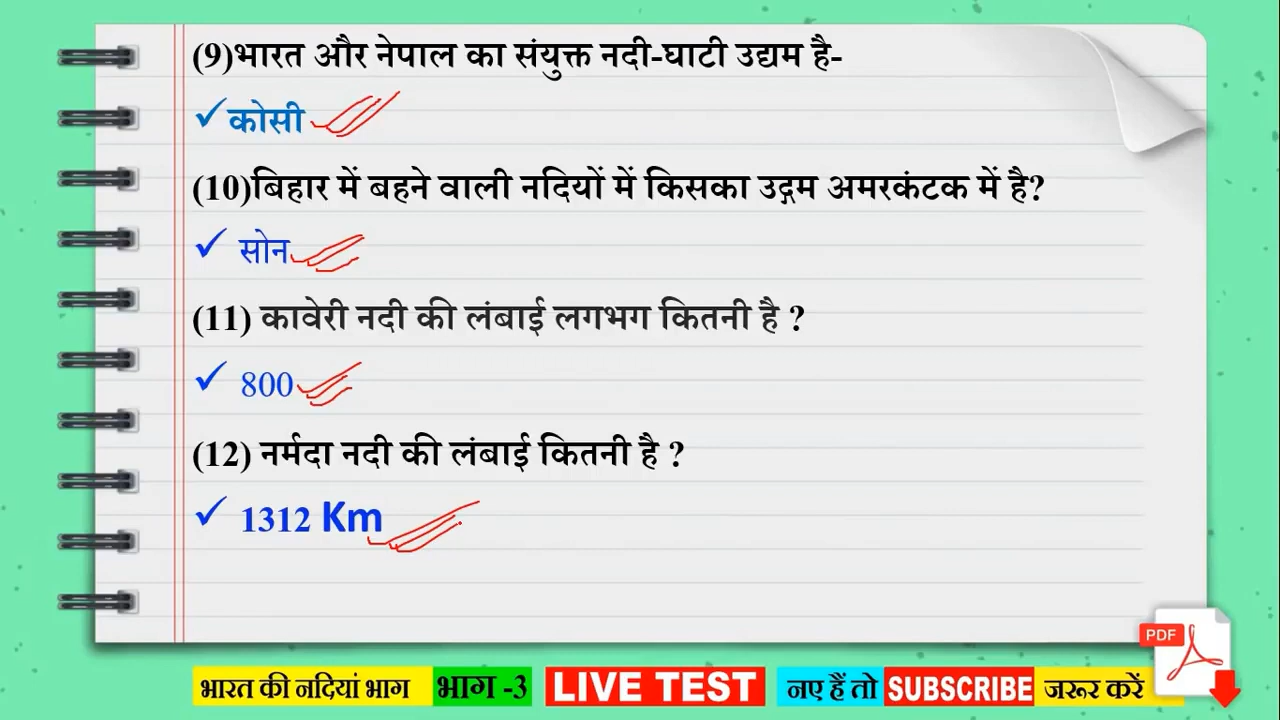 (9)भारत और नेपाल का संयुक्त नदी-घाटी उद्यम है-
✓कोसी
(10)बिहार में बहने वाली नदियों में किसका उद्गम अमरकंटक में है?
✓ सोन
(11) कावेरी नदी की लंबाई लगभग कितनी है ?
✓ 800
(12) नर्मदा नदी की लंबाई कितनी है ?
✓ 1312 Km
PDF
भारत की नदियां भाग भाग -3 LIVE TEST नए हैं तो SUBSCRIBE जरूर करें